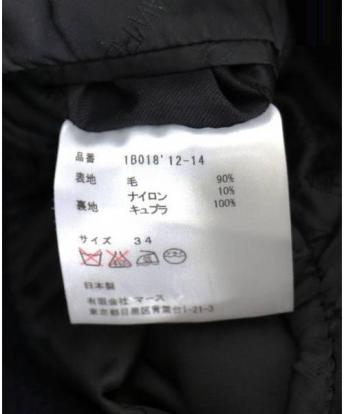 品番 1B018'12-14
表地 毛 90%
ナイロン 10%
裏地 キュプラ 100%
サイズ 34
日本製
有限会社 マース
東京都目黒区青葉台1-21-3